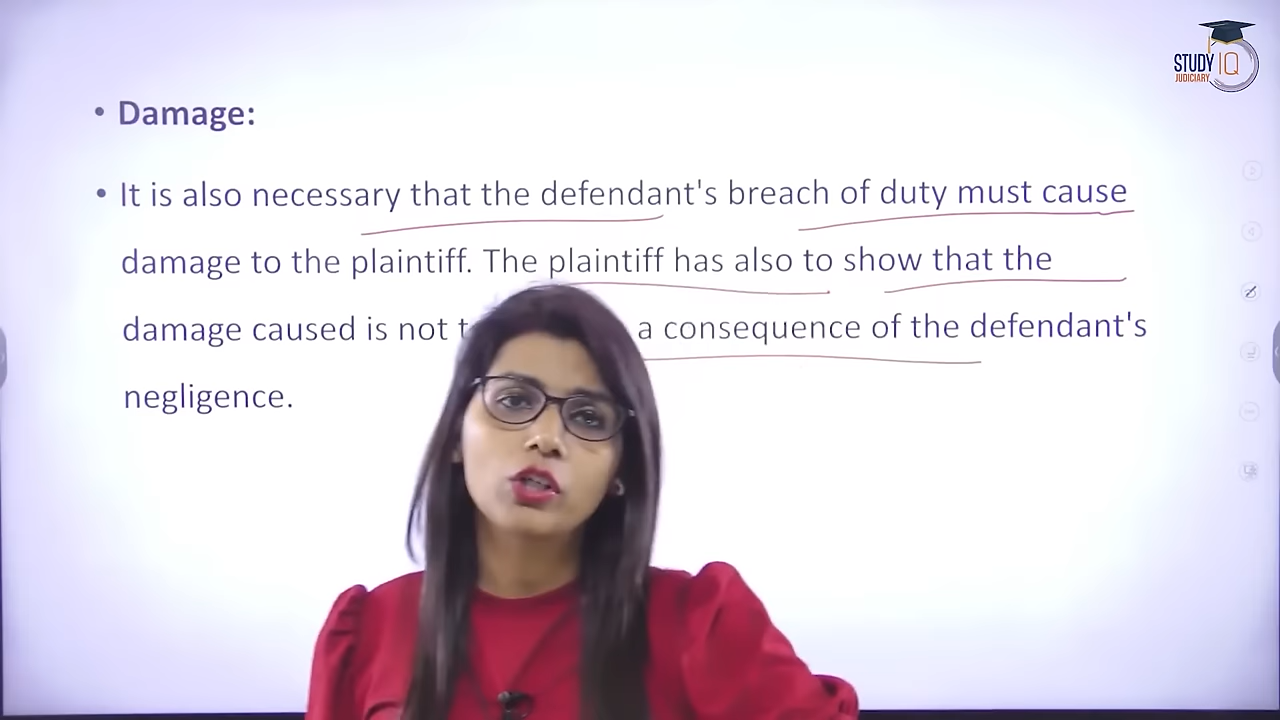 STUDY IQ
JUDICIARY
• Damage:
• It is also necessary that the defendant's breach of duty must cause
damage to the plaintiff. The plaintiff has also to show that the
damage caused is not a consequence of the defendant's
negligence.